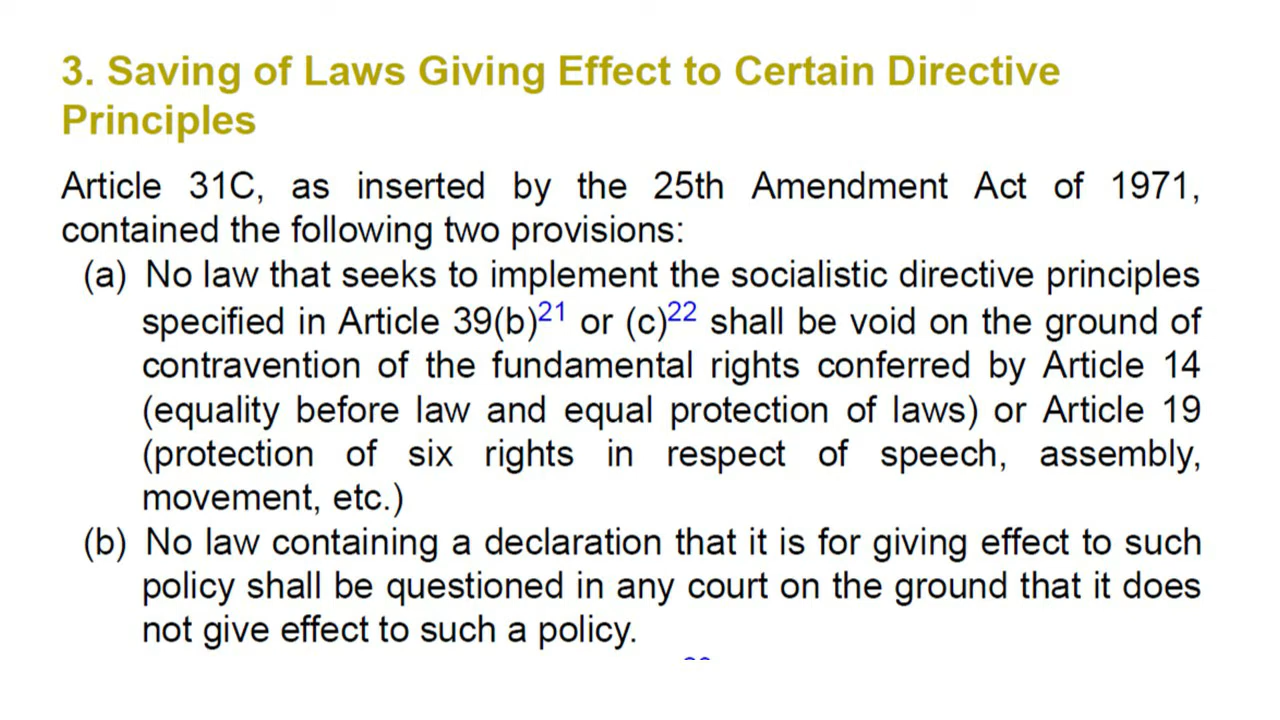 3. Saving of Laws Giving Effect to Certain Directive
Principles
Article 31C, as inserted by the 25th Amendment Act of 1971,
contained the following two provisions:
(a) No law that seeks to implement the socialistic directive principles
specified in Article 39(b)21 or (c)22 shall be void on the ground of
contravention of the fundamental rights conferred by Article 14
(equality before law and equal protection of laws) or Article 19
(protection of six rights in respect of speech, assembly,
movement, etc.)
(b) No law containing a declaration that it is for giving effect to such
policy shall be questioned in any court on the ground that it does
not give effect to such a policy.